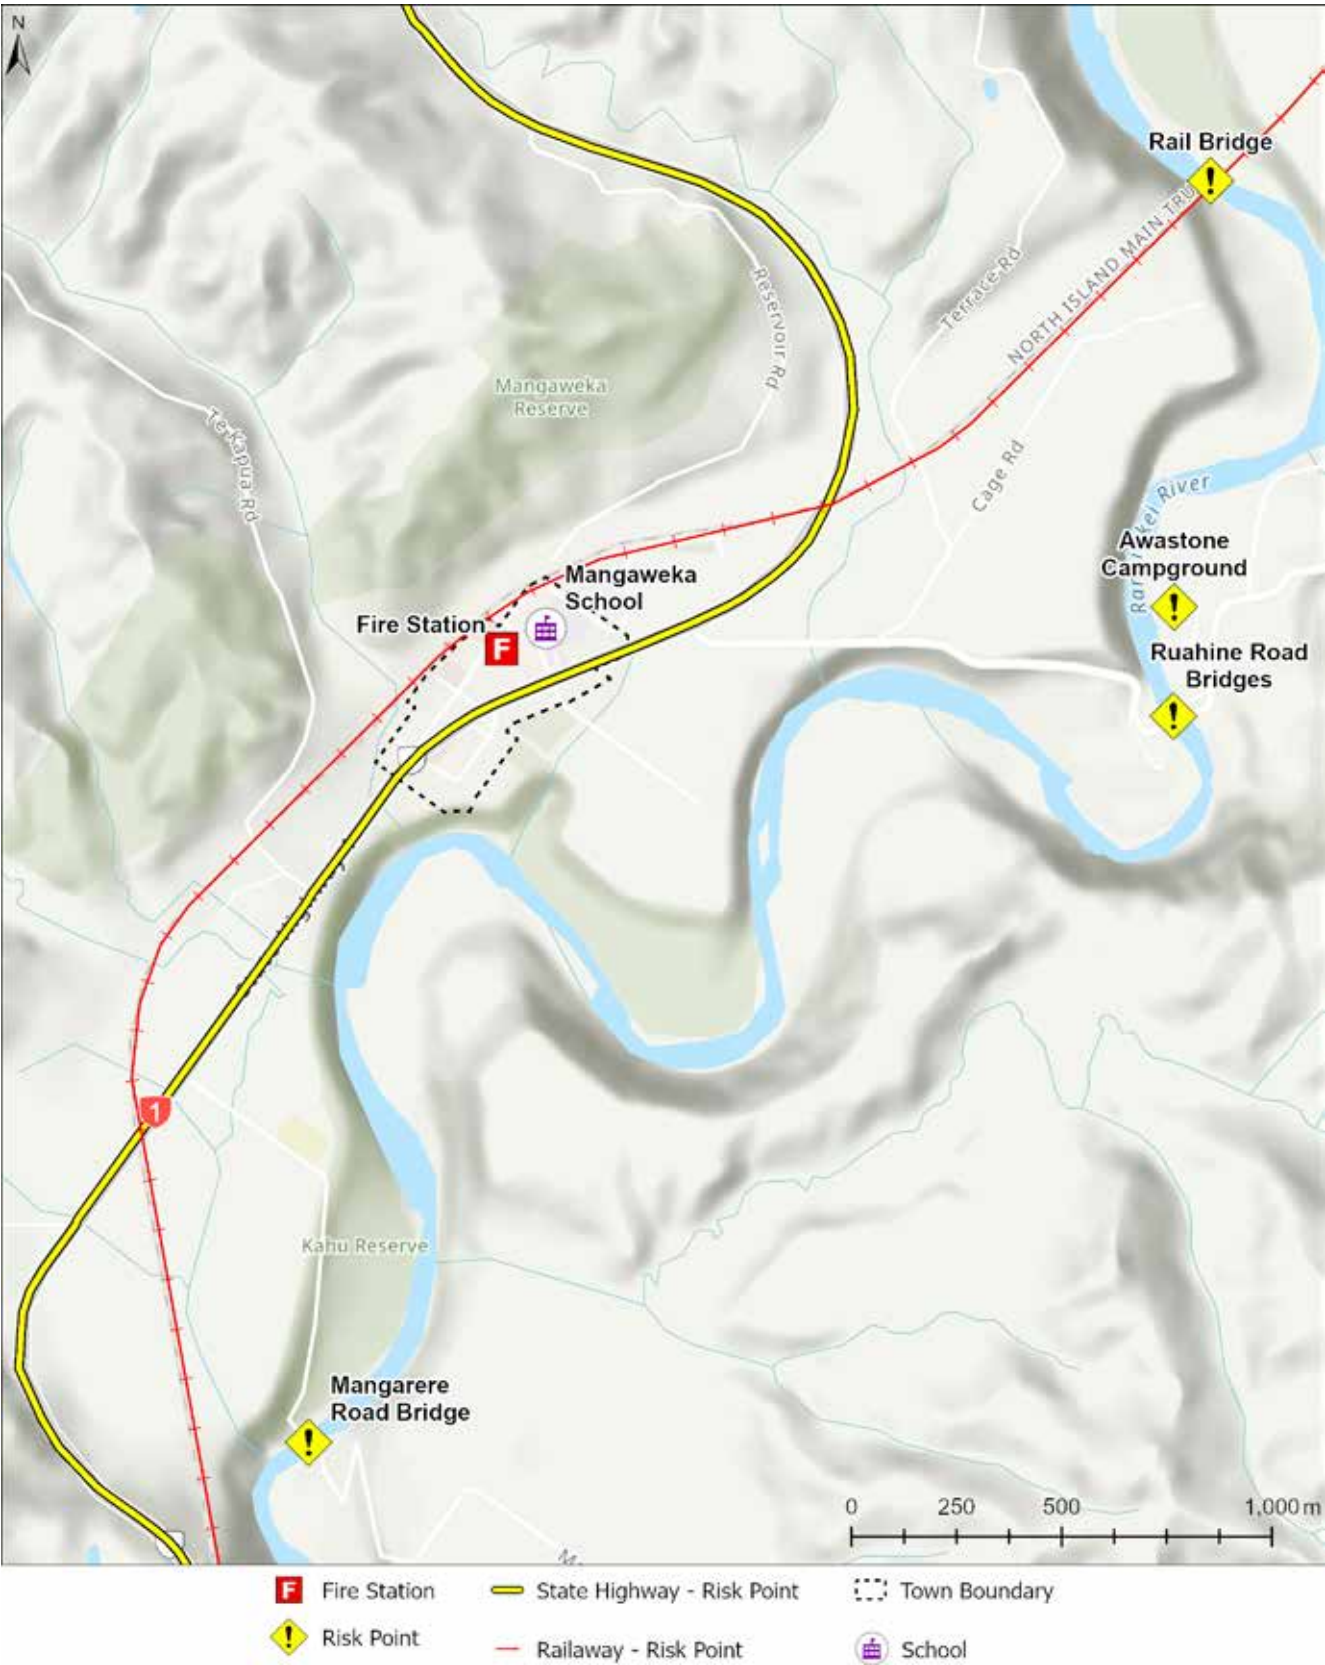 N
Rail Bridge
NORTH ISLAND MAIN TRU
Terrace Rd
Reservoir Rd
Mangaweka
Reserve
Te Kapua Rd
Cage Rd
River
Awastone
Campground
Mangaweka
School
Fire Station
F
Ruahine Road
Bridges
1
Kahu Reserve
Mangarere
Road Bridge
0 250 500 1,000 m
F Fire Station
State Highway - Risk Point
Town Boundary
Risk Point
Railaway - Risk Point
School